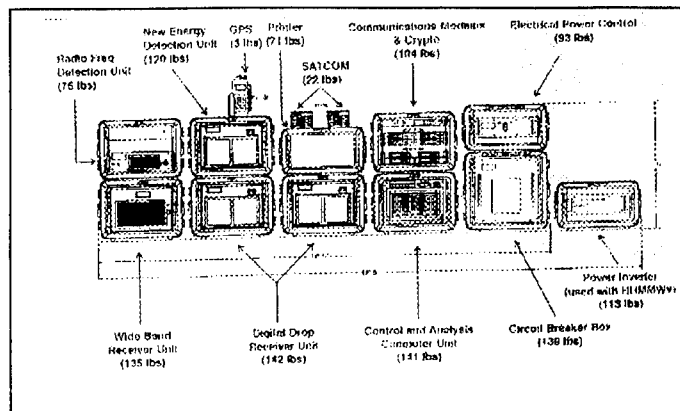 New Energy
Detection Unit
(120 lbs)
GPS
(3 lbs)
Printer
(71 lbs)
Communications Modems
& Crypto
(104 lbs)
Electrical Power Control
(93 lbs)
Radio Freq
Detection Unit
(75 lbs)
SATCOM
(22 lbs)
Power Inverter
(used with HMMWV)
(113 lbs)
Wide Band
Receiver Unit
(135 lbs)
Digital Drop
Receiver Unit
(142 lbs)
Control and Analysis
Computer Unit
(141 lbs)
Circuit Breaker Box
(139 lbs)